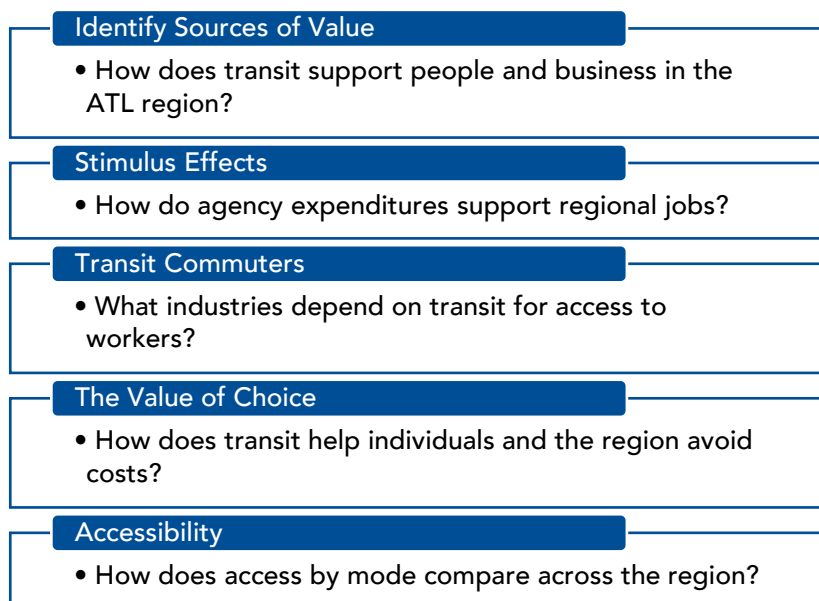 Identify Sources of Value
• How does transit support people and business in the
ATL region?
Stimulus Effects
• How do agency expenditures support regional jobs?
Transit Commuters
• What industries depend on transit for access to
workers?
The Value of Choice
• How does transit help individuals and the region avoid
costs?
Accessibility
• How does access by mode compare across the region?